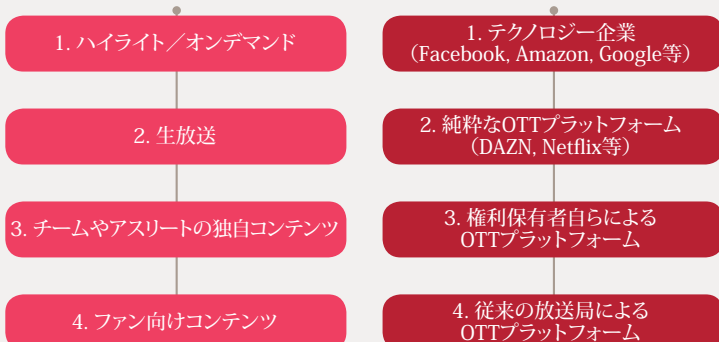 1. ハイライト／オンデマンド
2. 生放送
3. チームやアスリートの独自コンテンツ
4. ファン向けコンテンツ
1. テクノロジー企業
（Facebook, Amazon, Google等）
2. 純粋なOTTプラットフォーム
（DAZN, Netflix等）
3. 権利保有者自らによる
OTTプラットフォーム
4. 従来の放送局による
OTTプラットフォーム